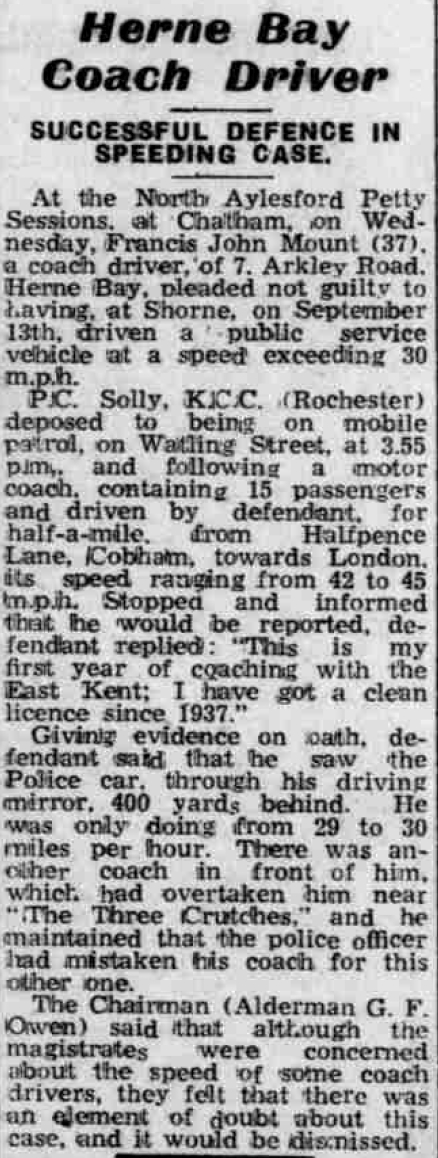 Herne Bay
Coach Driver
SUCCESSFUL DEFENCE IN
SPEEDING CASE.
At the North Aylesford Petty
Sessions, at Chatham, on Wed-
nesday, Francis John Mount (37),
a coach driver, of 7, Arkley Road,
Herne Bay, pleaded not guilty to
having, at Shorne, on September
13th, driven a public service
vehicle at a speed exceeding 30
m.p.h.
P.C. Solly, K.C.C. (Rochester)
deposed to being on mobile
patrol, on Watling Street, at 3.55
p.m., and following a motor
coach, containing 15 passengers
and driven by defendant, for
half-a-mile, from Halfpence
Lane, Cobham, towards London,
its speed ranging from 42 to 45
m.p.h. Stopped and informed
that he would be reported, de-
fendant replied: "This is my
first year of coaching with the
East Kent; I have got a clean
licence since 1937."
Giving evidence on oath, de-
fendant said that he saw the
Police car, through his driving
mirror, 400 yards behind. He
was only doing from 29 to 30
miles per hour. There was an-
other coach in front of him,
which had overtaken him near
"The Three Crutches," and he
maintained that the police officer
had mistaken his coach for this
other one.
The Chairman (Alderman G. F.
Owen) said that although the
magistrates were concerned
about the speed of some coach
drivers, they felt that there was
an element of doubt about this
case, and it would be dismissed.